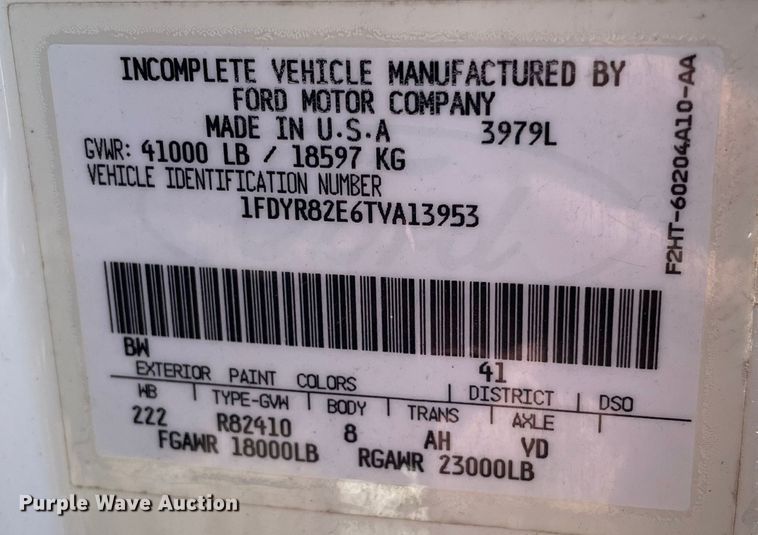 INCOMPLETE VEHICLE MANUFACTURED BY
FORD MOTOR COMPANY
MADE IN U.S.A 3979L
GVWR: 41000 LB / 18597 KG
VEHICLE IDENTIFICATION NUMBER
1FDYR82E6TVA13953
F2HT-60204A10-AA
BW 41
EXTERIOR PAINT COLORS DISTRICT DSO
WB TYPE-GVW BODY TRANS AXLE
222 R82410 8 AH VD
FGAWR 18000LB RGAWR 23000LB
Ford
Purple Wave Auction